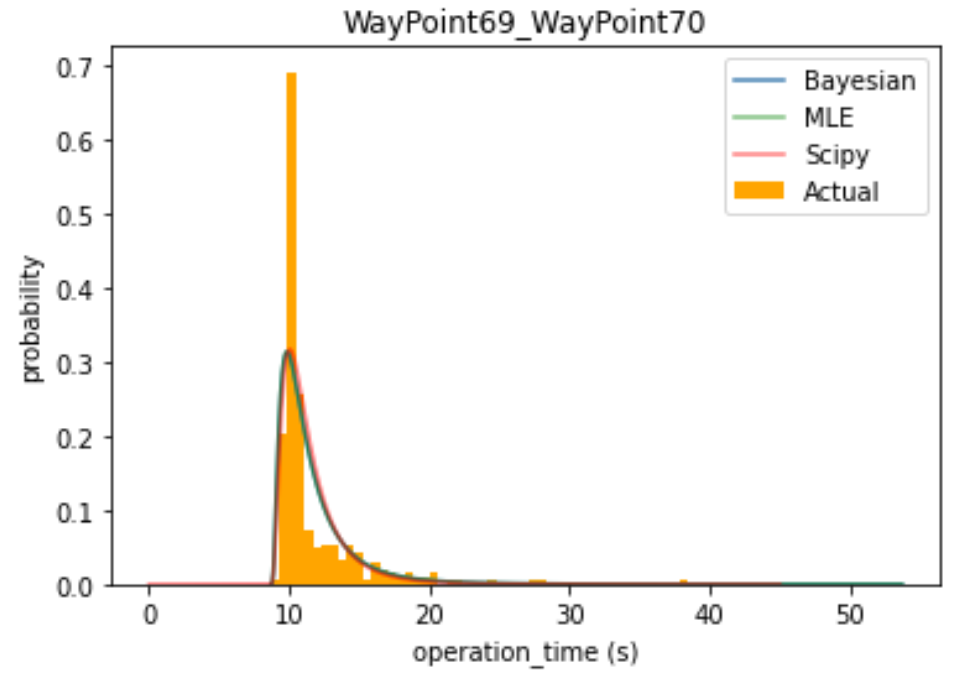 WayPoint69_WayPoint70
Bayesian
MLE
Scipy
Actual
probability
0.7
0.6
0.5
0.4
0.3
0.2
0.1
0.0
0 10 20 30 40 50
operation_time (s)